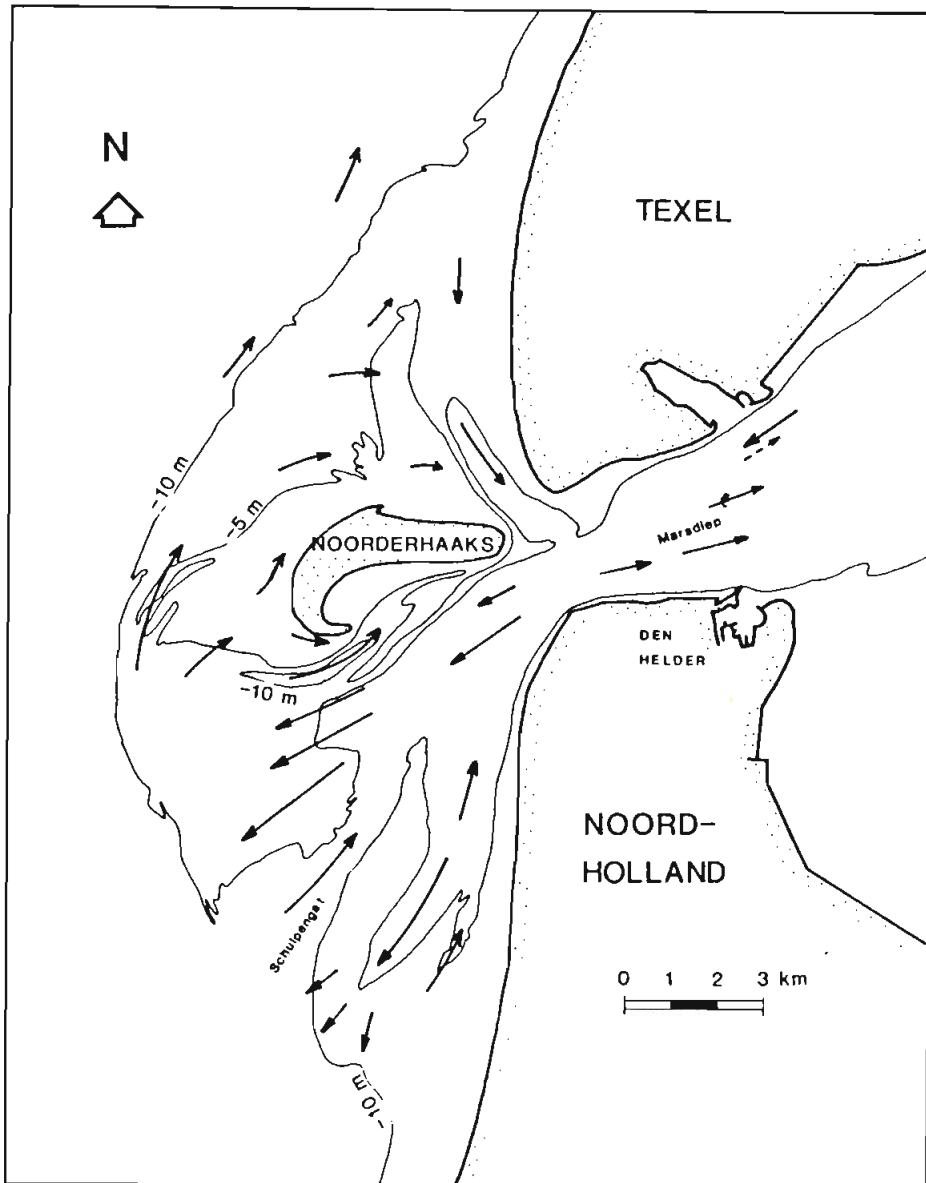 N
TEXEL
-10 m
-5 m
NOORDERHAAKS
Marsdiep
DEN
HELDER
-10 m
NOORD-
HOLLAND
Schulpengat
0 1 2 3 km
-10 m